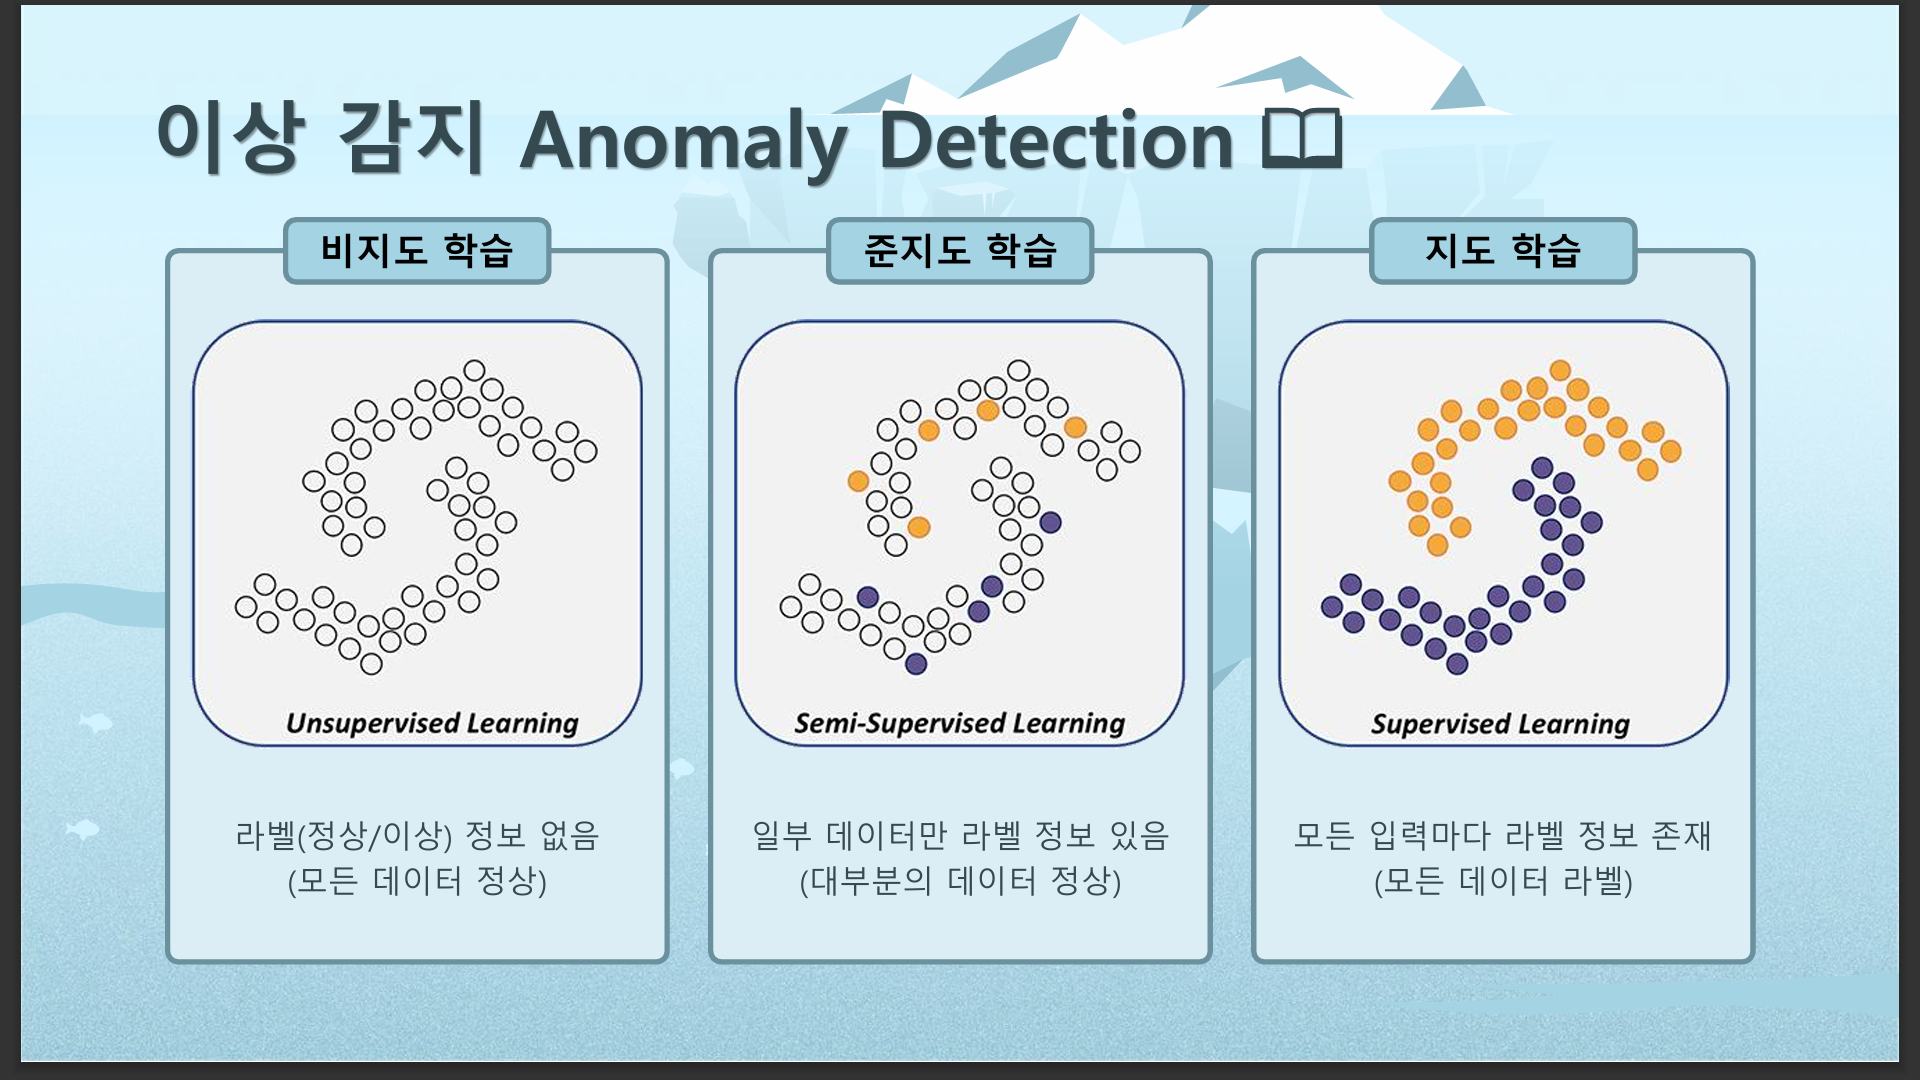 이상 감지 Anomaly Detection
비지도 학습
Unsupervised Learning
라벨(정상/이상) 정보 없음
(모든 데이터 정상)
준지도 학습
Semi-Supervised Learning
일부 데이터만 라벨 정보 있음
(대부분의 데이터 정상)
지도 학습
Supervised Learning
모든 입력마다 라벨 정보 존재
(모든 데이터 라벨)